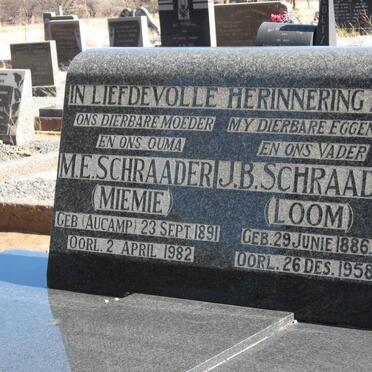 IN LIEFDEVOLLE HERINNERING
ONS DIERBARE MOEDER
EN ONS OUMA
M.E. SCHRAADER
(MIEMIE)
GEB (AUCAMP) 23 SEPT. 1891
OORL. 2 APRIL 1982
MY DIERBARE EGGEN
EN ONS VADER
J.B. SCHRAAD
(LOOM)
GEB. 29 JUNIE 1886.
OORL. 26 DES. 1958